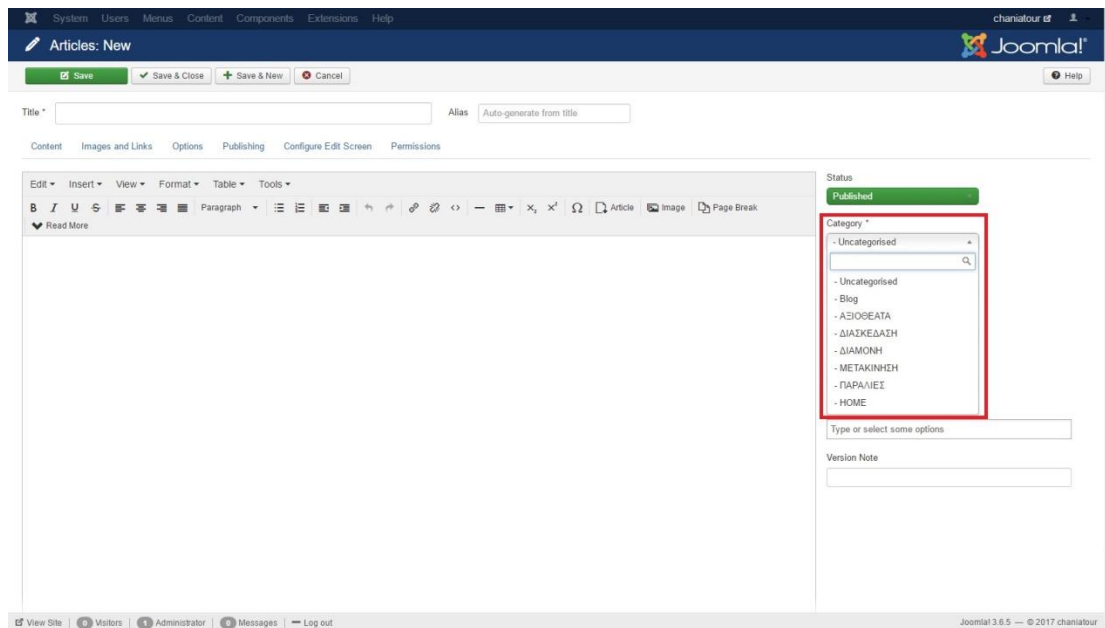 System Users Menus Content Components Extensions Help chaniatour
Articles: New Joomla!
Save Save & Close Save & New Cancel Help
Title * Alias Auto-generate from title
Content Images and Links Options Publishing Configure Edit Screen Permissions
Status
Edit Insert View Format Table Tools
Published
B I U S Paragraph Article Image Page Break
Read More
Category *
- Uncategorised
- Uncategorised
- Blog
- ΑΞΙΟΘΕΑΤΑ
- ΔΙΑΣΚΕΔΑΣΗ
- ΔΙΑΜΟΝΗ
- ΜΕΤΑΚΙΝΗΣΗ
- ΠΑΡΑΛΙΕΣ
- HOME
Type or select some options
Version Note
View Site 0 Visitors 1 Administrator 0 Messages Log out Joomla! 3.6.5 — © 2017 chaniatour